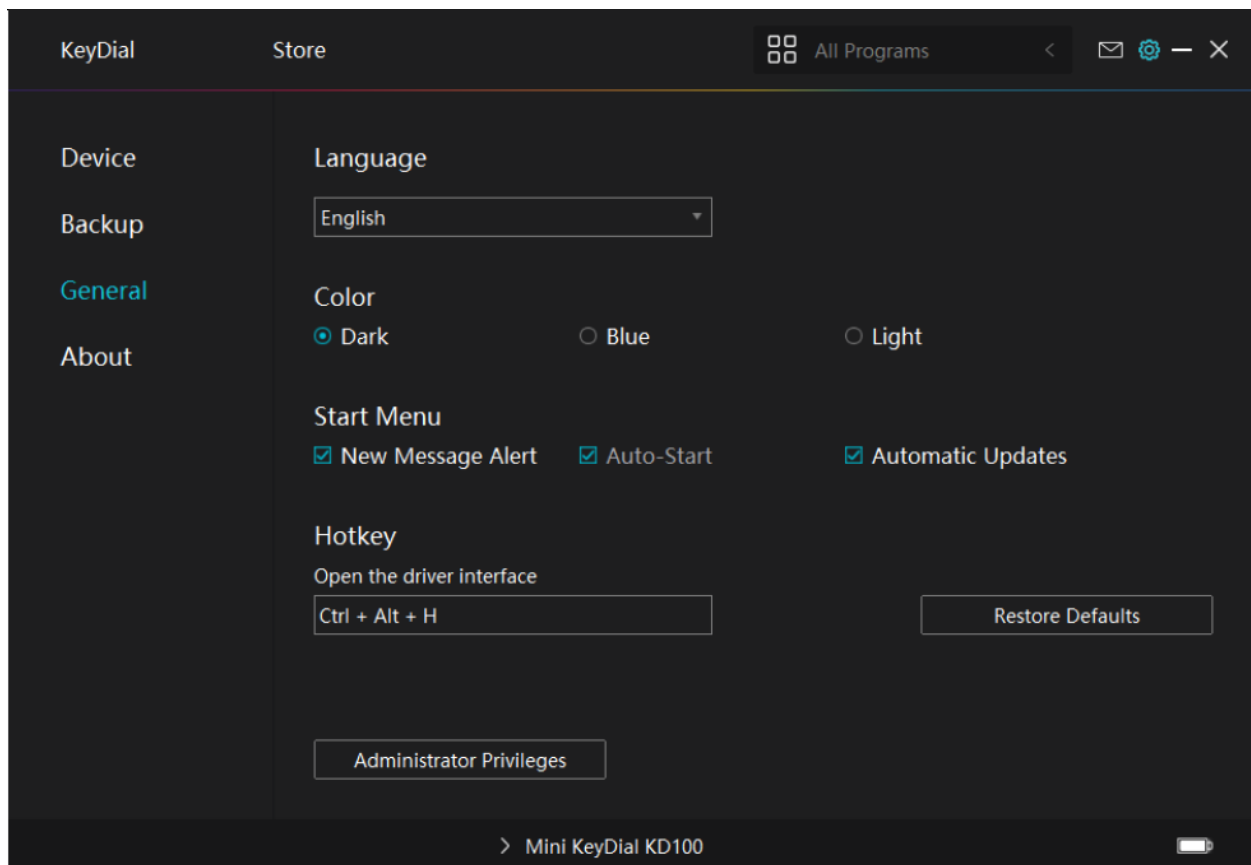 KeyDial Store All Programs
Device
Backup
General
About
Language
English
Color
Dark Blue Light
Start Menu
New Message Alert Auto-Start Automatic Updates
Hotkey
Open the driver interface
Ctrl + Alt + H Restore Defaults
Administrator Privileges
Mini KeyDial KD100